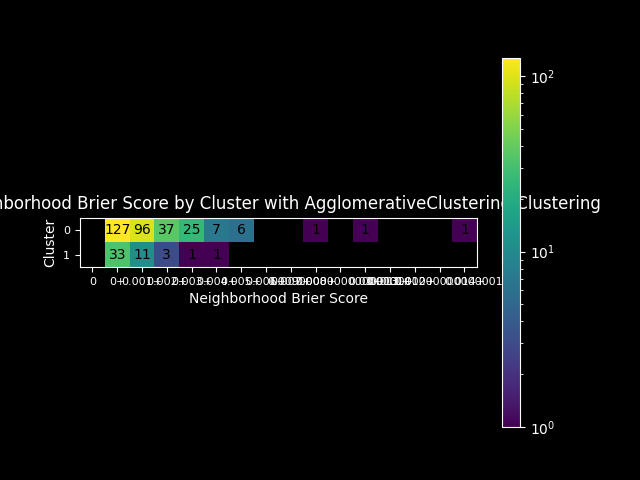 borhood Brier Score by Cluster with AgglomerativeClustering Clustering
Cluster
0 127 96 37 25 7 6 1 1 1
1 33 11 3 1 1
0
Neighborhood Brier Score
10²
10¹
10⁰